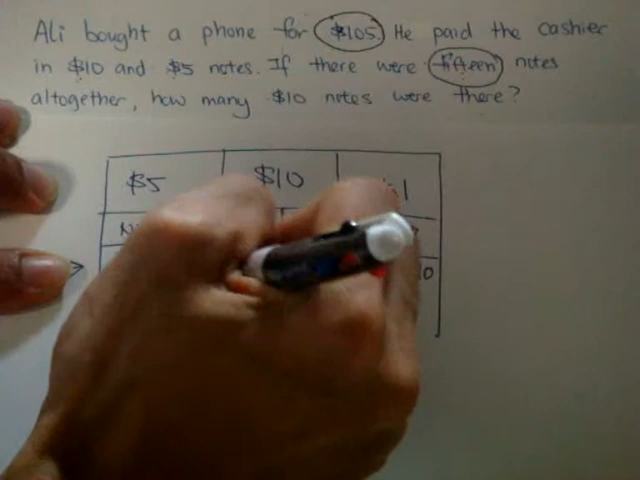 Ali bought a phone for $105. He paid the cashier
in $10 and $5 notes. If there were fifteen notes
altogether, how many $10 notes were there?
$5 $10